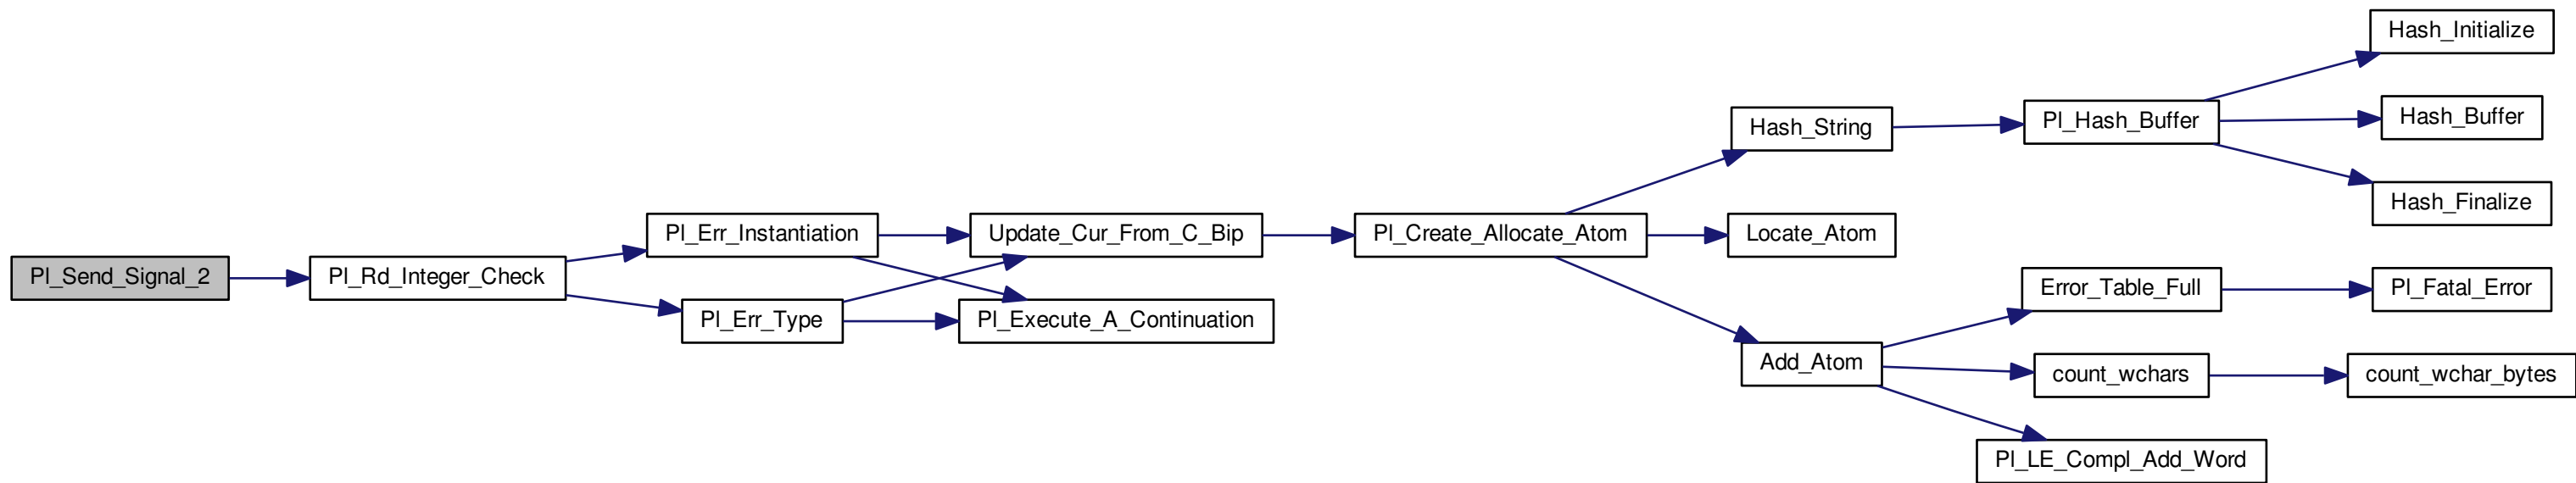 Pl_Send_Signal_2
Pl_Rd_Integer_Check
Pl_Err_Instantiation
Pl_Err_Type
Update_Cur_From_C_Bip
Pl_Execute_A_Continuation
Pl_Create_Allocate_Atom
Hash_String
Locate_Atom
Add_Atom
Pl_Hash_Buffer
Error_Table_Full
count_wchars
Pl_LE_Compl_Add_Word
Hash_Initialize
Hash_Buffer
Hash_Finalize
Pl_Fatal_Error
count_wchar_bytes